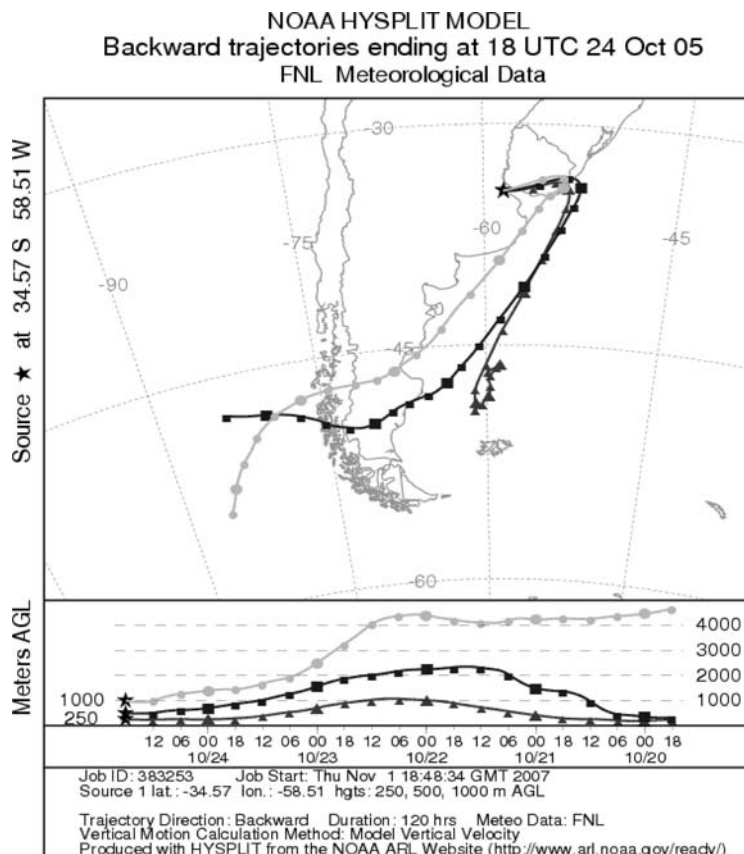 NOAA HYSPLIT MODEL
Backward trajectories ending at 18 UTC 24 Oct 05
FNL Meteorological Data
Source ★ at 34.57 S 58.51 W
-30
-60
-75
-45
-90
-45
-60
Meters AGL
4000
3000
2000
1000
1000
250
12 06 00 18 12 06 00 18 12 06 00 18 12 06 00 18 12 06 00 18
10/24 10/23 10/22 10/21 10/20
Job ID: 383253 Job Start: Thu Nov 1 18:48:34 GMT 2007
Source 1 lat.: -34.57 lon.: -58.51 hgts: 250, 500, 1000 m AGL
Trajectory Direction: Backward Duration: 120 hrs Meteo Data: FNL
Vertical Motion Calculation Method: Model Vertical Velocity
Produced with HYSPLIT from the NOAA ARL Website (http://www.arl.noaa.gov/ready/)